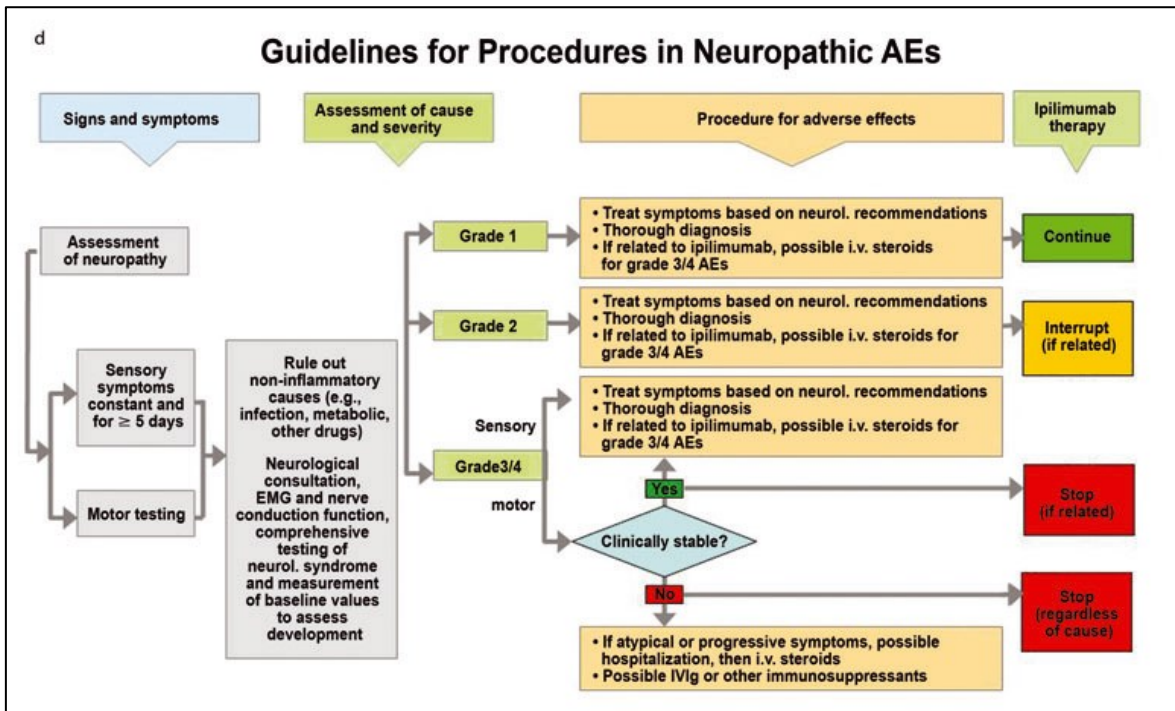 d
Guidelines for Procedures in Neuropathic AEs
Signs and symptoms
Assessment of cause
and severity
Procedure for adverse effects
Ipilimumab
therapy
Assessment
of neuropathy
Sensory
symptoms
constant and
for ≥ 5 days
Motor testing
Rule out
non-inflammatory
causes (e.g.,
infection, metabolic,
other drugs)
Neurological
consultation,
EMG and nerve
conduction function,
comprehensive
testing of
neurol. syndrome
and measurement
of baseline values
to assess
development
Grade 1
• Treat symptoms based on neurol. recommendations
• Thorough diagnosis
• If related to ipilimumab, possible i.v. steroids
for grade 3/4 AEs
Continue
Grade 2
• Treat symptoms based on neurol. recommendations
• Thorough diagnosis
• If related to ipilimumab, possible i.v. steroids for
grade 3/4 AEs
Interrupt
(if related)
Grade3/4
Sensory
motor
• Treat symptoms based on neurol. recommendations
• Thorough diagnosis
• If related to ipilimumab, possible i.v. steroids for
grade 3/4 AEs
Yes
Stop
(if related)
Clinically stable?
No
Stop
(regardless
of cause)
• If atypical or progressive symptoms, possible
hospitalization, then i.v. steroids
• Possible IVIg or other immunosuppressants